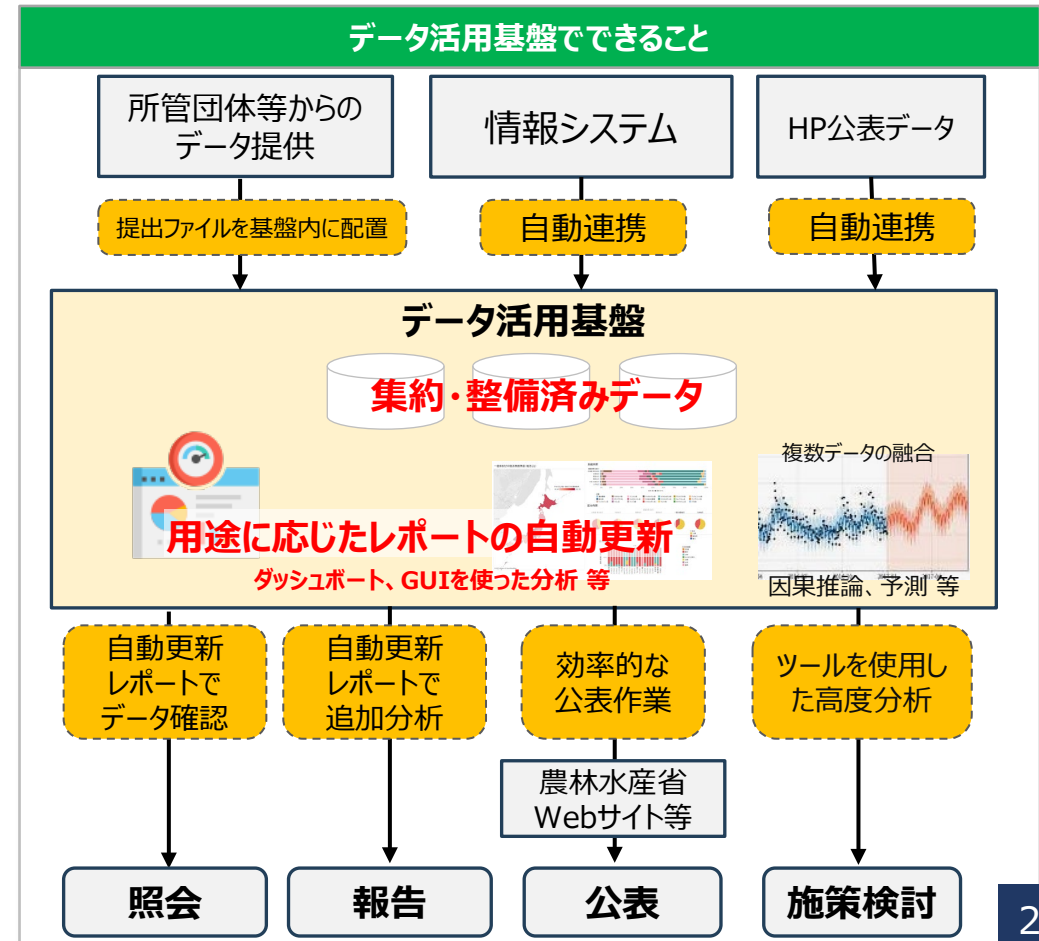 データ活用基盤でできること
所管団体等からの
データ提供
情報システム
HP公表データ
提出ファイルを基盤内に配置
自動連携
自動連携
データ活用基盤
集約・整備済みデータ
複数データの融合
用途に応じたレポートの自動更新
ダッシュボード、GUIを使った分析 等
因果推論、予測 等
自動更新
レポートで
データ確認
自動更新
レポートで
追加分析
効率的な
公表作業
ツールを使用し
た高度分析
農林水産省
Webサイト等
照会
報告
公表
施策検討
2